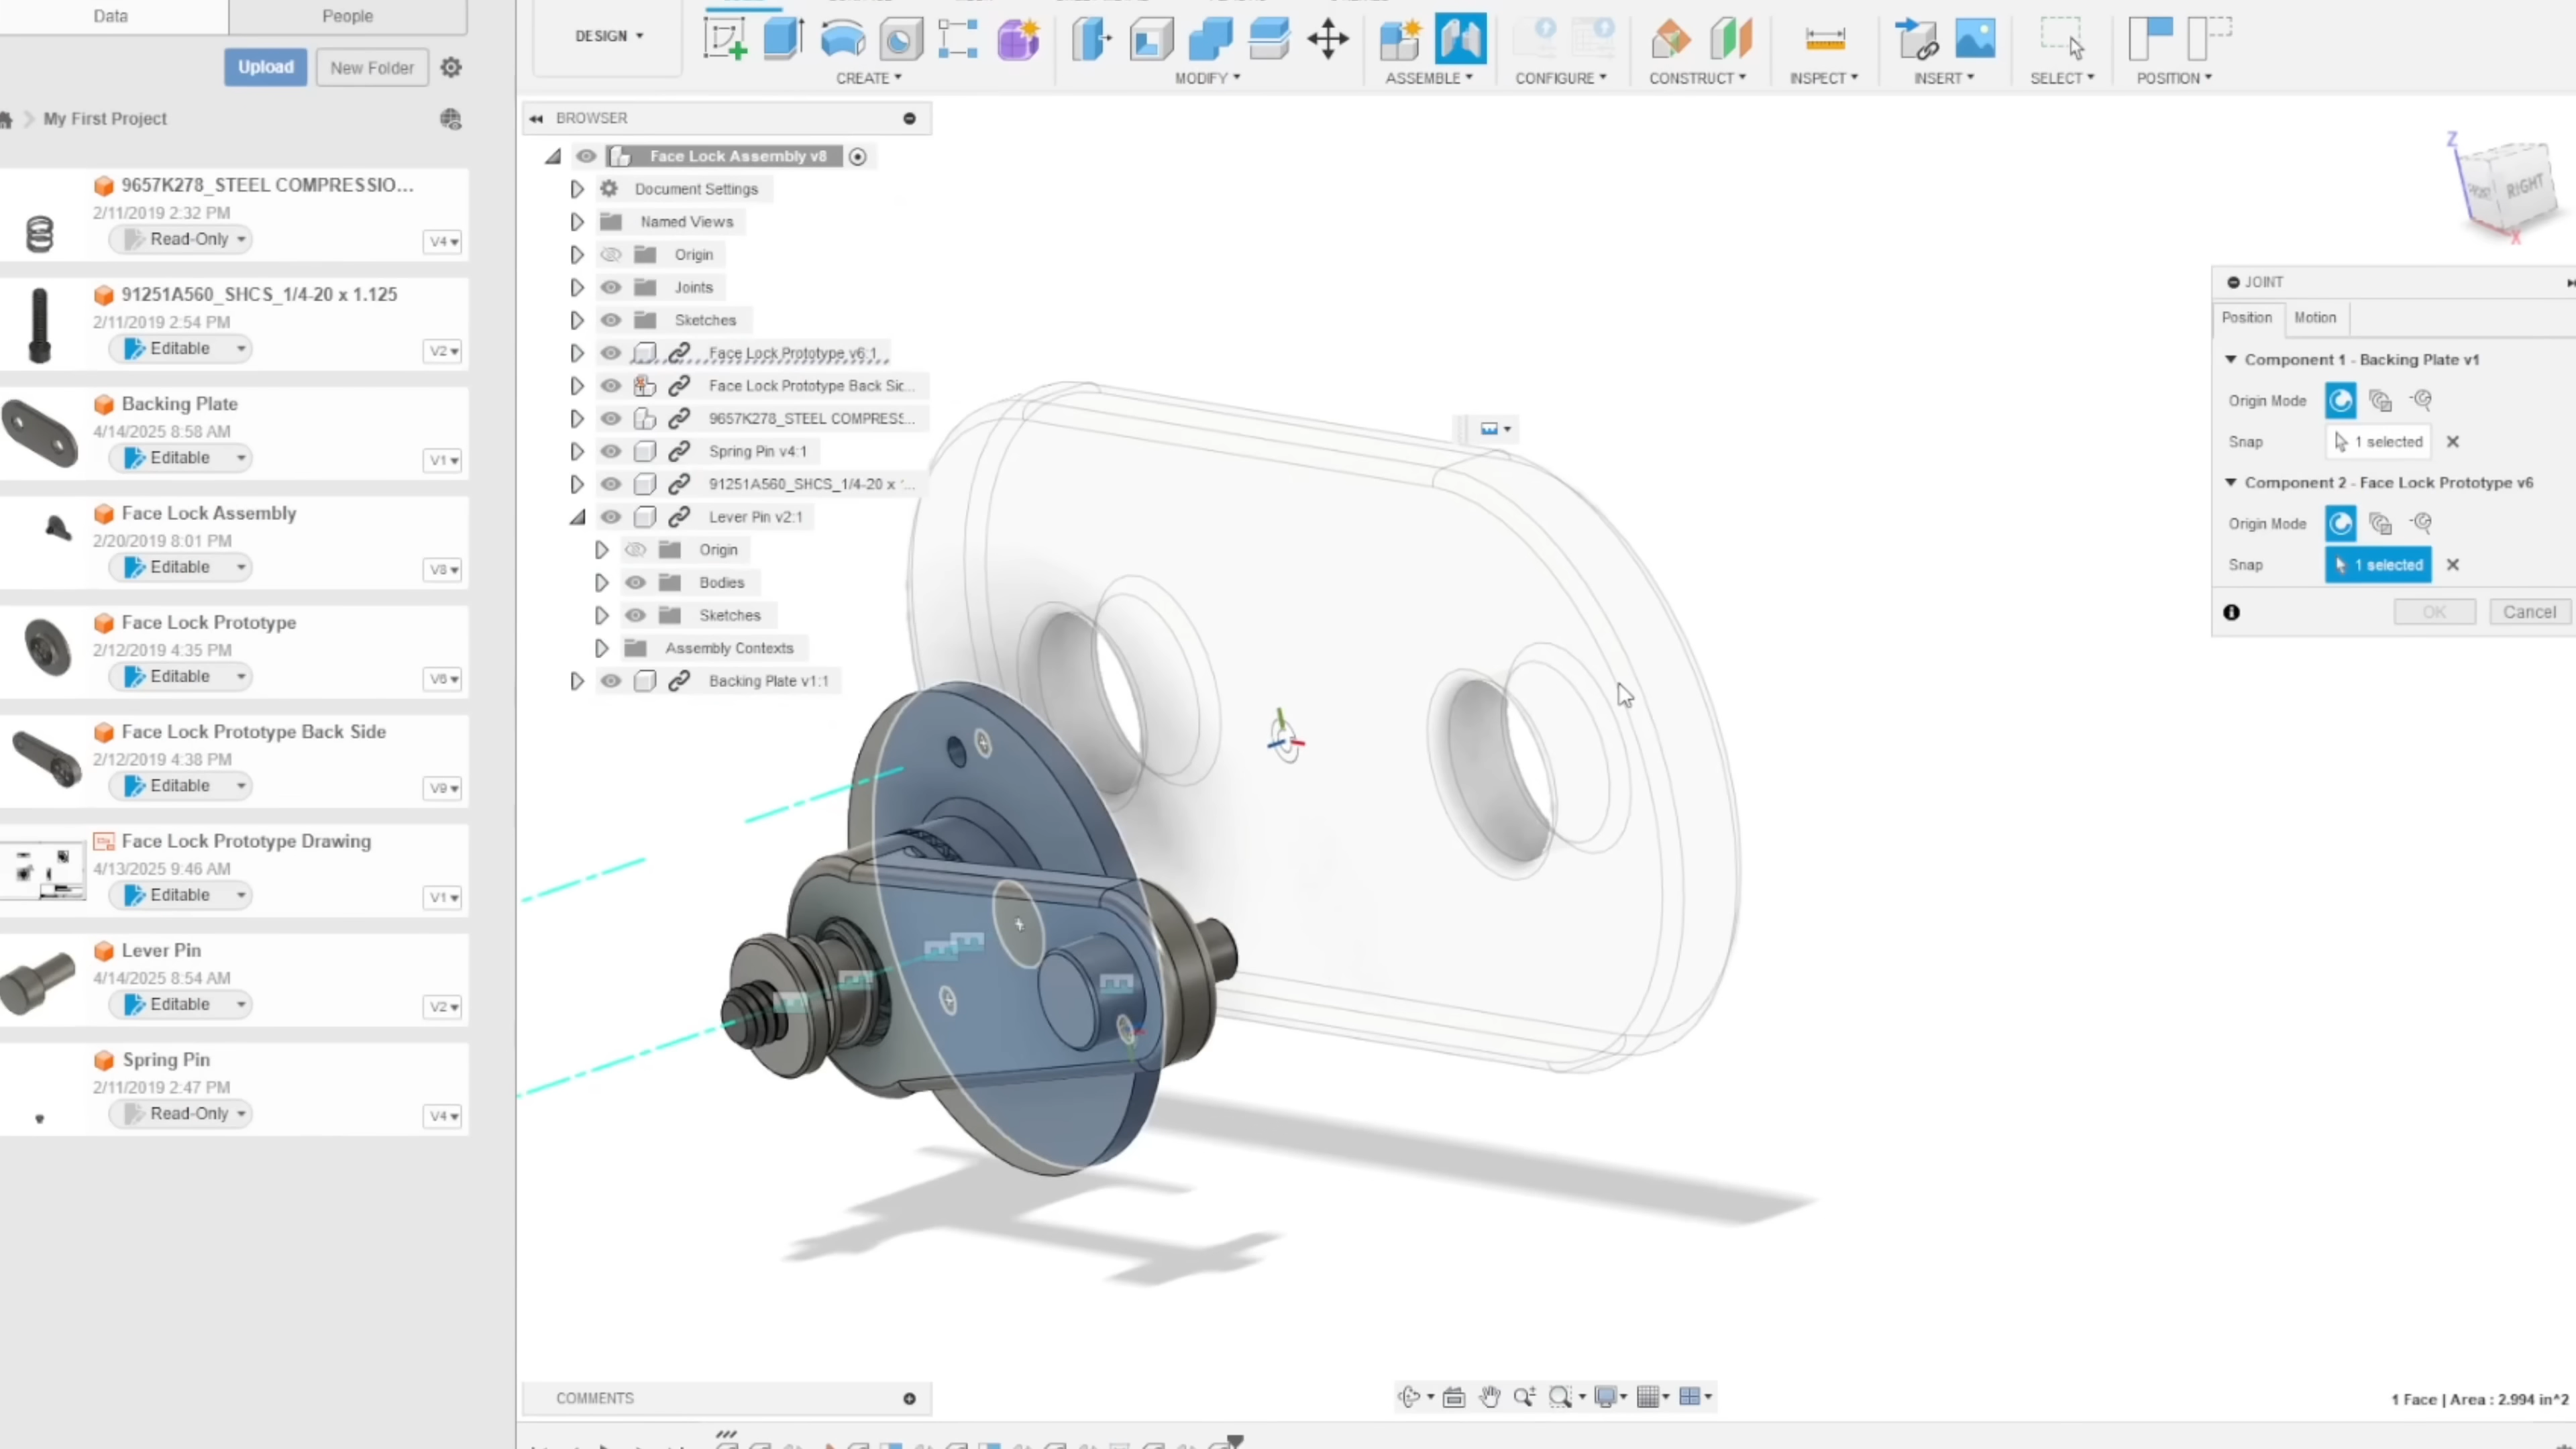 Data
People
Upload
New Folder
My First Project
9657K278_STEEL COMPRESSIO...
2/11/2019 2:32 PM
Read-Only
V4
91251A560_SHCS_1/4-20 x 1.125
2/11/2019 2:54 PM
Editable
V2
Backing Plate
4/14/2025 8:58 AM
Editable
V1
Face Lock Assembly
2/20/2019 8:01 PM
Editable
V8
Face Lock Prototype
2/12/2019 4:35 PM
Editable
V6
Face Lock Prototype Back Side
2/12/2019 4:38 PM
Editable
V9
Face Lock Prototype Drawing
4/13/2025 9:46 AM
Editable
V1
Lever Pin
4/14/2025 8:54 AM
Editable
V2
Spring Pin
2/11/2019 2:47 PM
Read-Only
V4
DESIGN
CREATE
MODIFY
ASSEMBLE
CONFIGURE
CONSTRUCT
INSPECT
INSERT
SELECT
POSITION
BROWSER
Face Lock Assembly v8
Document Settings
Named Views
Origin
Joints
Sketches
Face Lock Prototype v6:1
Face Lock Prototype Back Sic...
9657K278_STEEL COMPRESS...
Spring Pin v4:1
91251A560_SHCS_1/4-20 x ...
Lever Pin v2:1
Origin
Bodies
Sketches
Assembly Contexts
Backing Plate v1:1
Z
RIGHT
X
JOINT
Position
Motion
Component 1 - Backing Plate v1
Origin Mode
Snap
1 selected
Component 2 - Face Lock Prototype v6
Origin Mode
Snap
1 selected
OK
Cancel
COMMENTS
1 Face | Area : 2.994 in^2